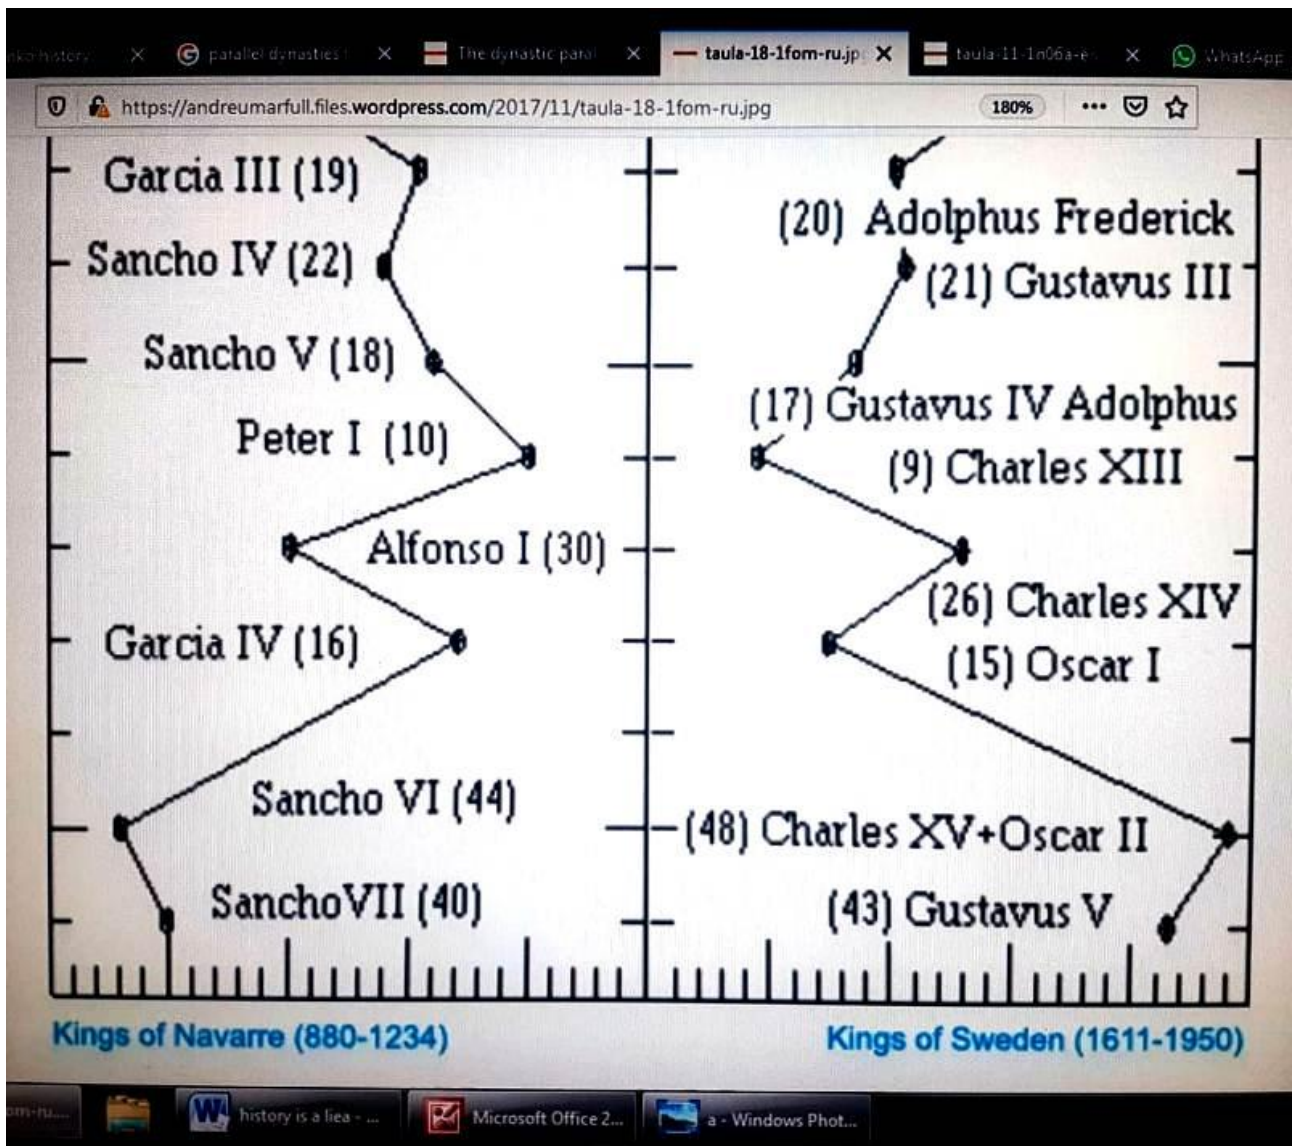 parallel dynasties
The dynastic paral
taula-18-1fom-ru.jp
taula-11-1n06a-e
WhatsApp
https://andreumarfull.files.wordpress.com/2017/11/taula-18-1fom-ru.jpg
180%
Garcia III (19)
(20) Adolphus Frederick
Sancho IV (22)
(21) Gustavus III
Sancho V (18)
(17) Gustavus IV Adolphus
Peter I (10)
(9) Charles XIII
Alfonso I (30)
(26) Charles XIV
Garcia IV (16)
(15) Oscar I
Sancho VI (44)
(48) Charles XV+Oscar II
SanchoVII (40)
(43) Gustavus V
Kings of Navarre (880-1234)
Kings of Sweden (1611-1950)
history is a liea - ...
Microsoft Office 2...
a - Windows Phot...